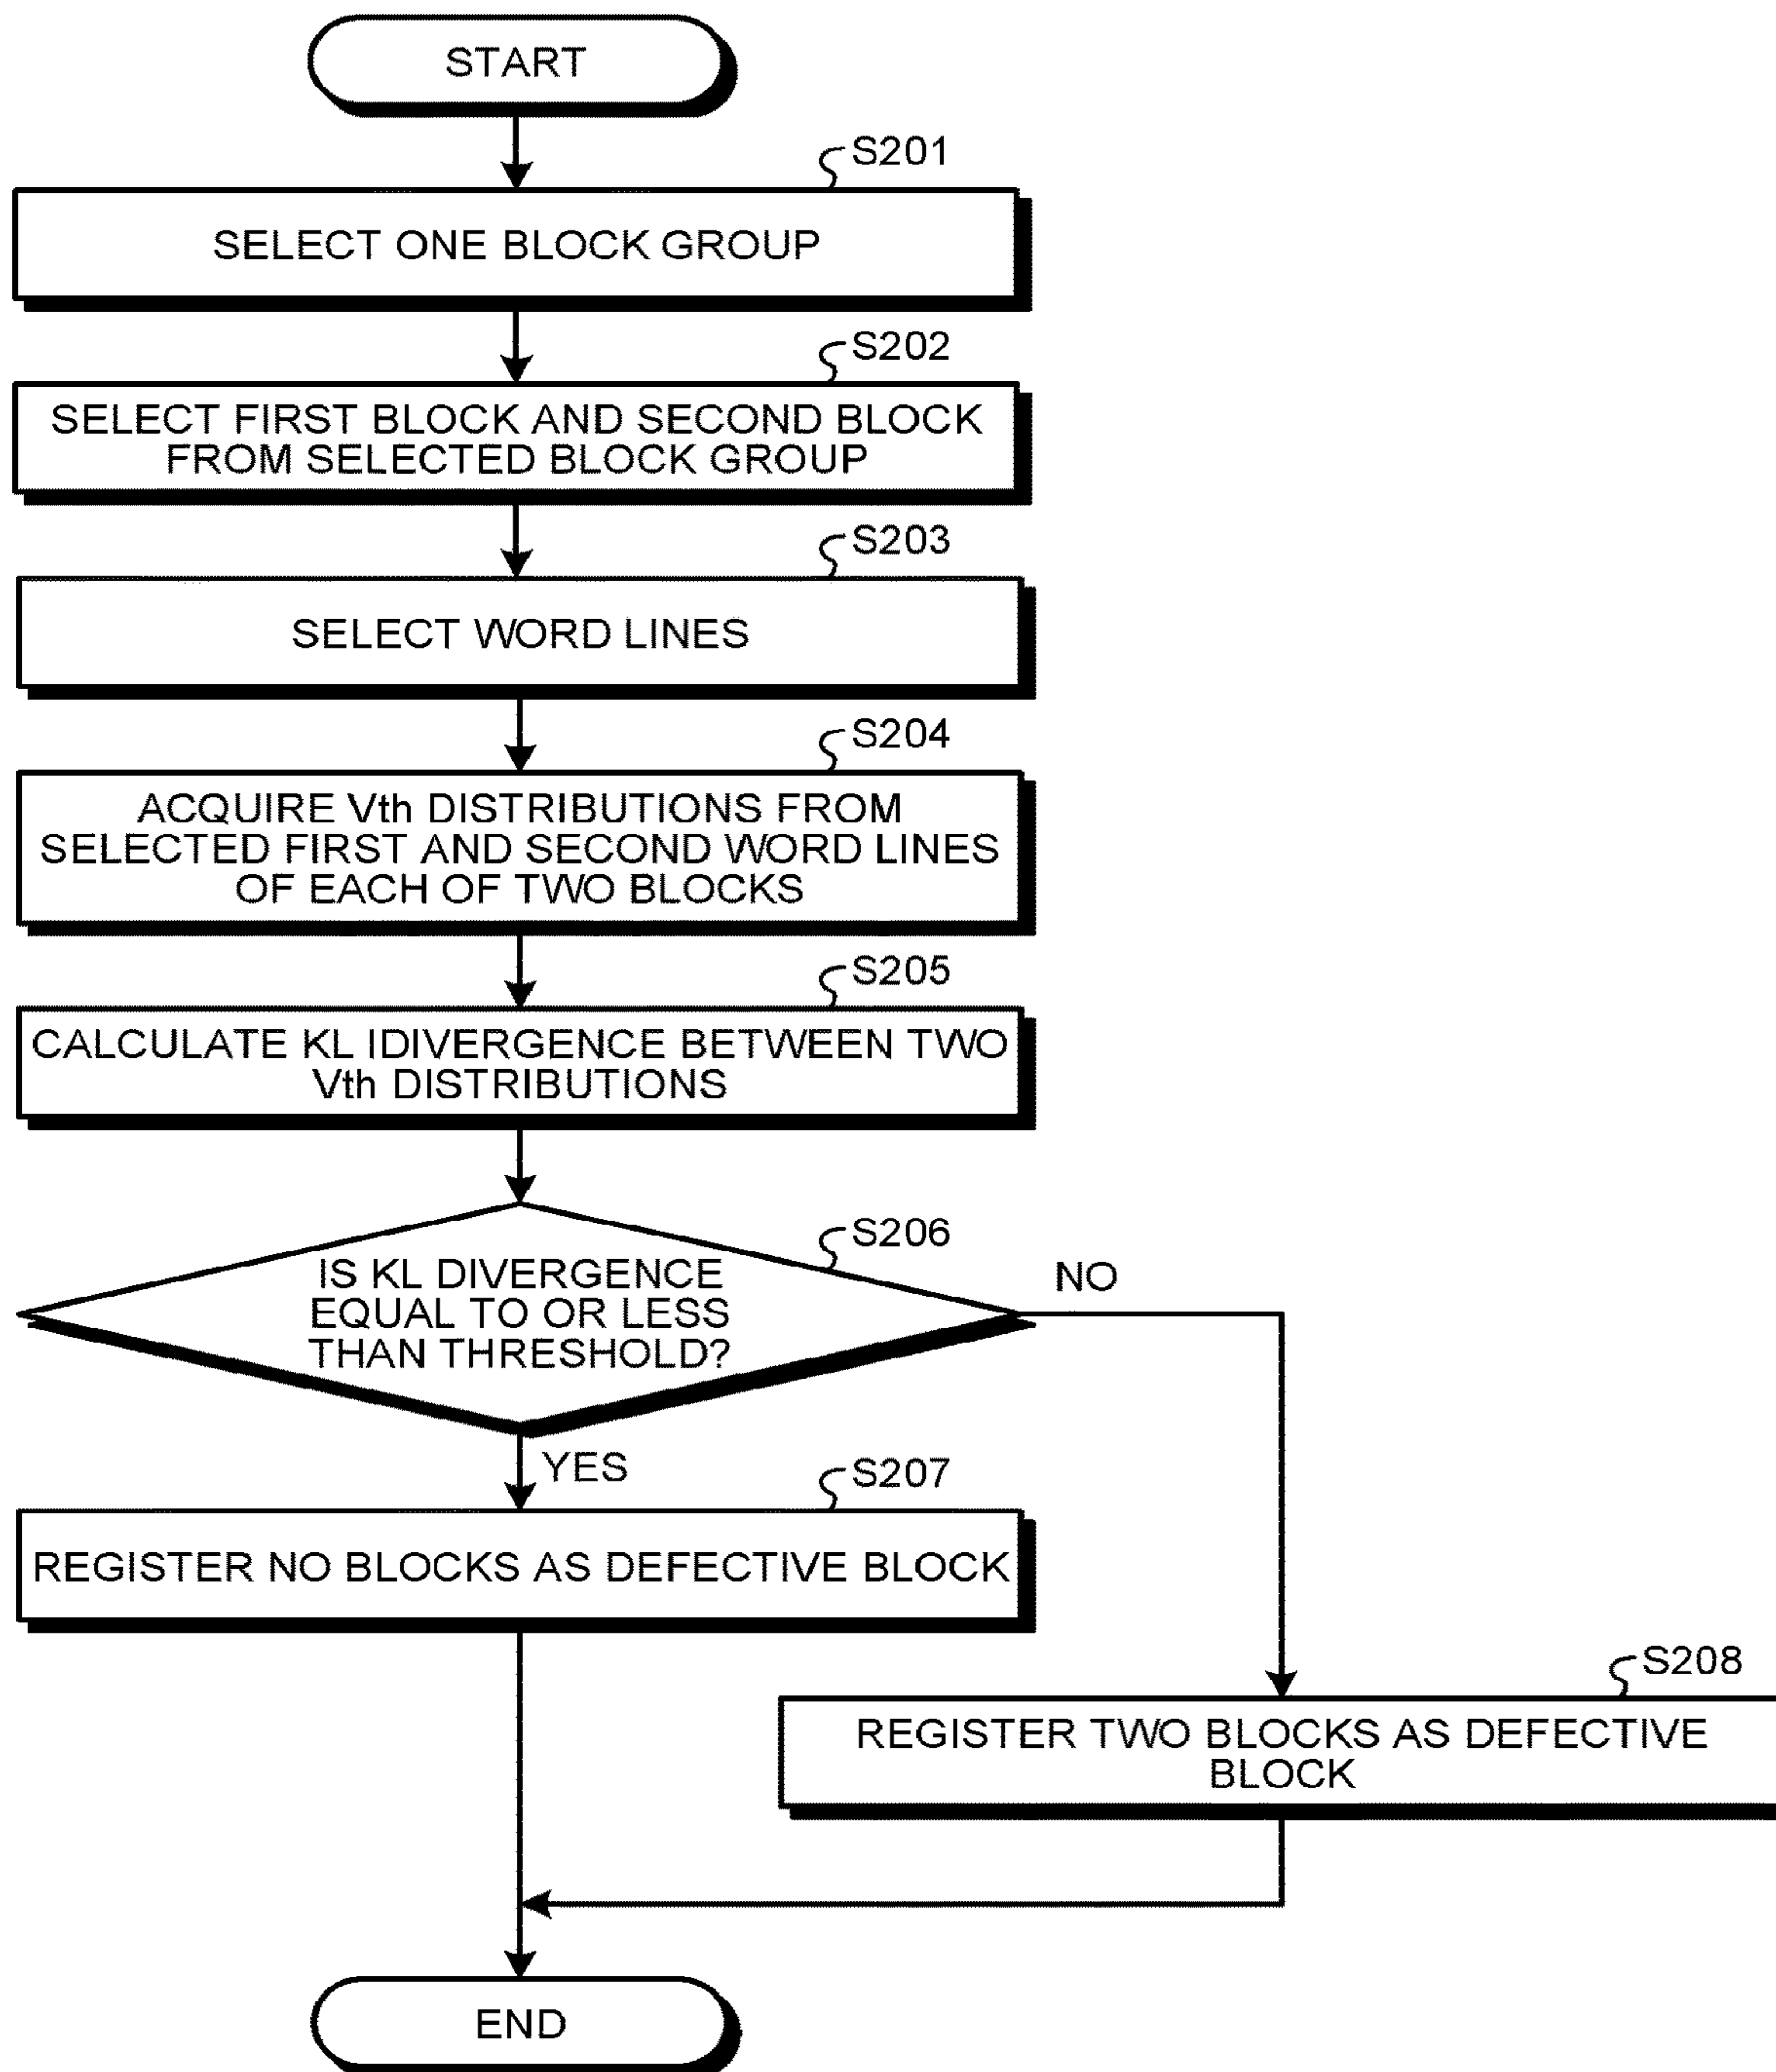 START
S201
SELECT ONE BLOCK GROUP
S202
SELECT FIRST BLOCK AND SECOND BLOCK
FROM SELECTED BLOCK GROUP
S203
SELECT WORD LINES
S204
ACQUIRE Vth DISTRIBUTIONS FROM
SELECTED FIRST AND SECOND WORD LINES
OF EACH OF TWO BLOCKS
S205
CALCULATE KL IDIVERGENCE BETWEEN TWO
Vth DISTRIBUTIONS
S206
IS KL DIVERGENCE
EQUAL TO OR LESS
THAN THRESHOLD?
NO
YES
S207
REGISTER NO BLOCKS AS DEFECTIVE BLOCK
S208
REGISTER TWO BLOCKS AS DEFECTIVE
BLOCK
END